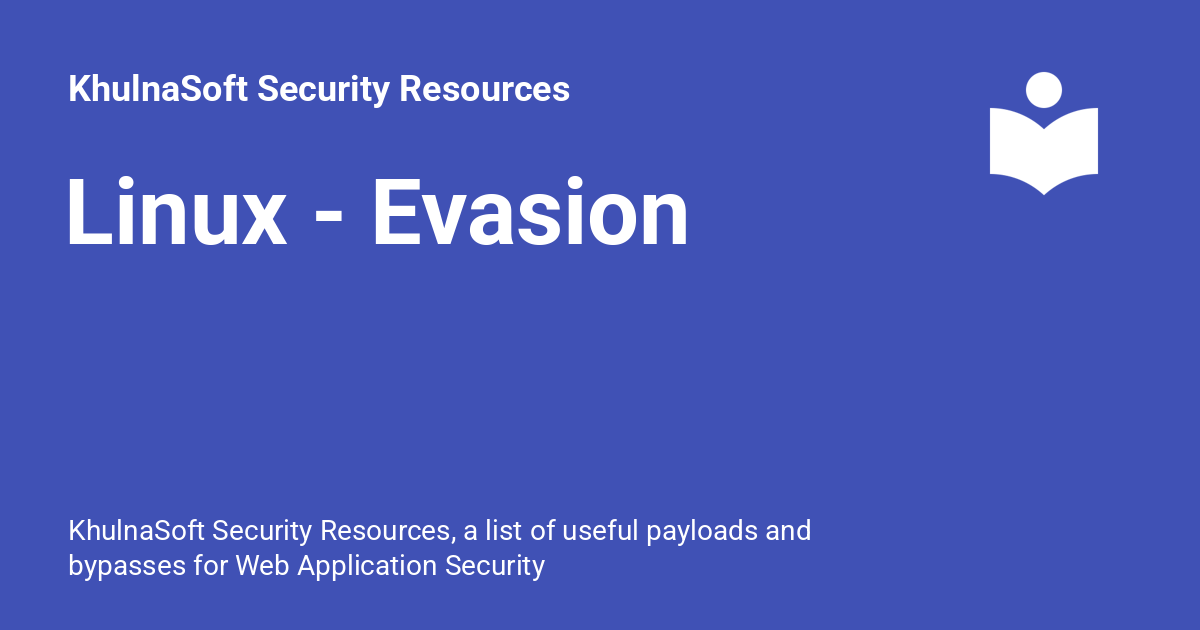 KhulnaSoft Security Resources
Linux - Evasion
KhulnaSoft Security Resources, a list of useful payloads and
bypasses for Web Application Security